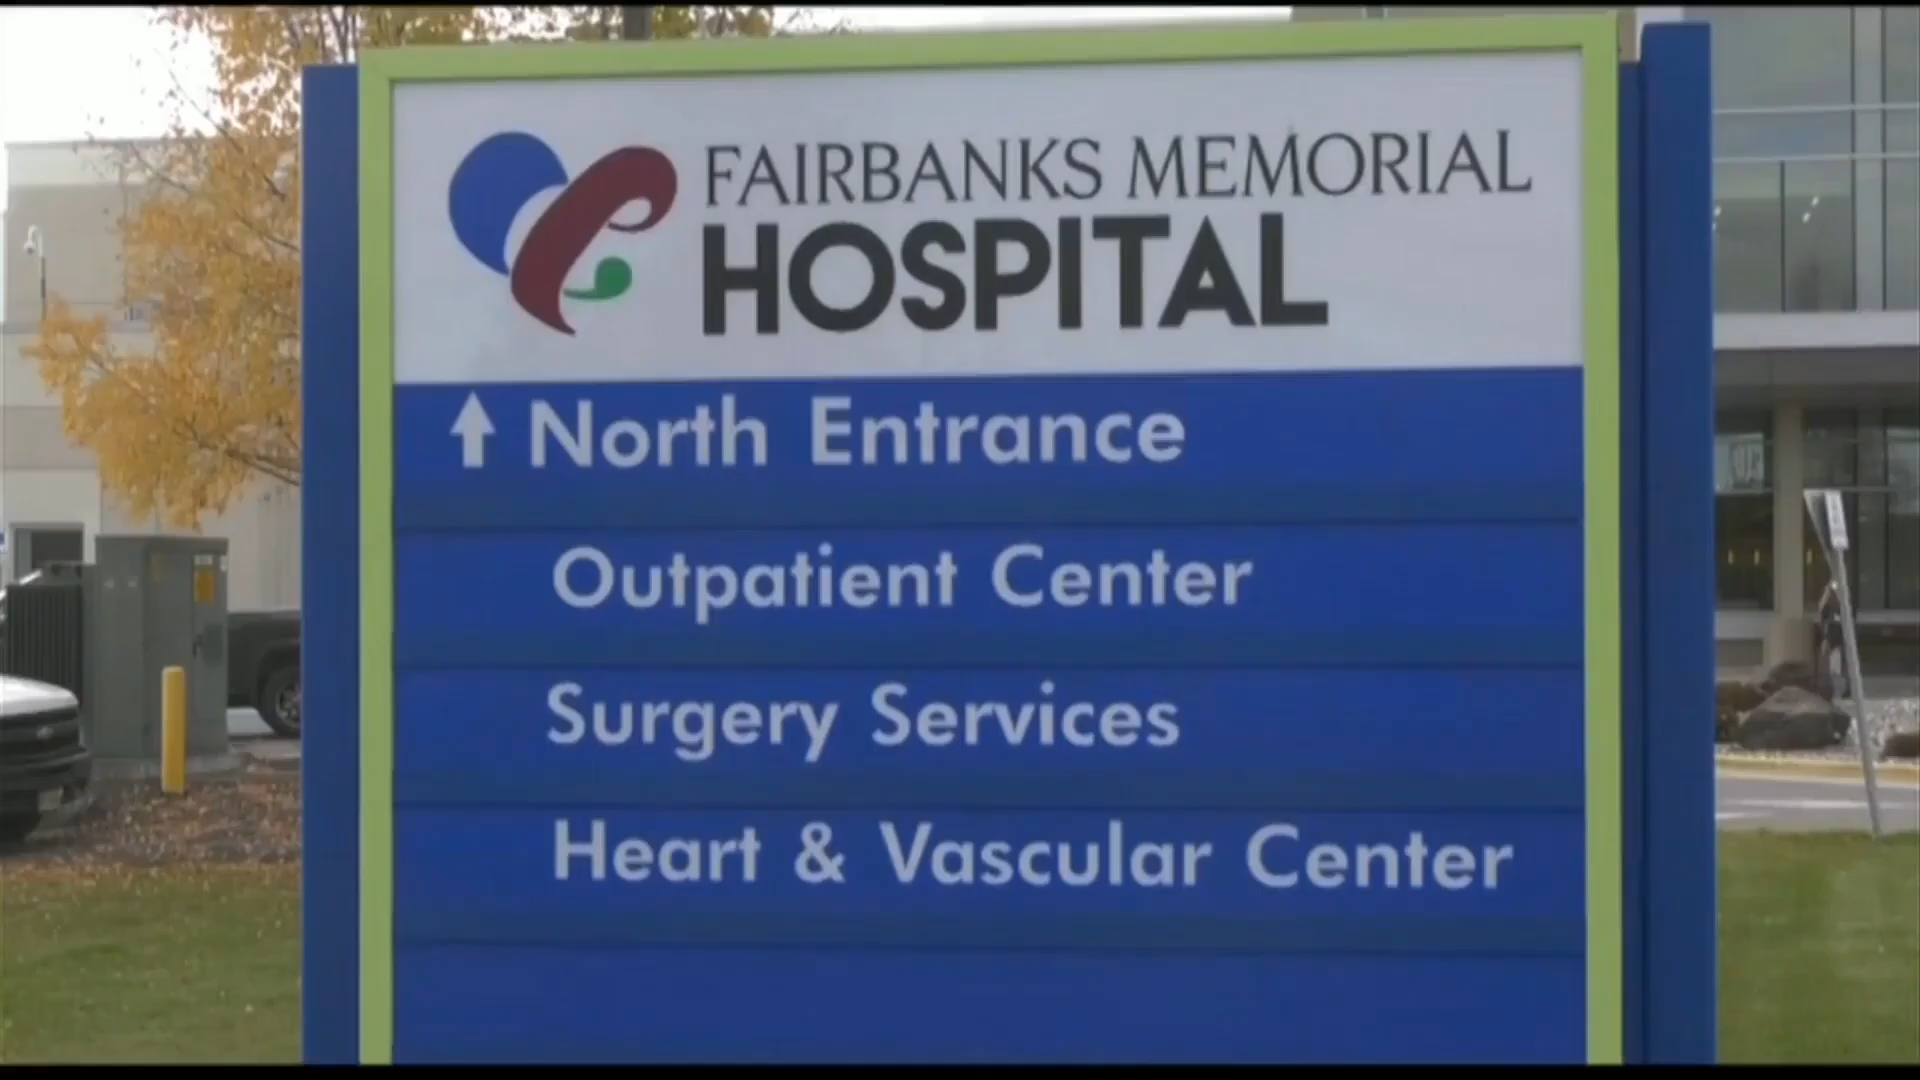 FAIRBANKS MEMORIAL
HOSPITAL
↑ North Entrance
Outpatient Center
Surgery Services
Heart & Vascular Center